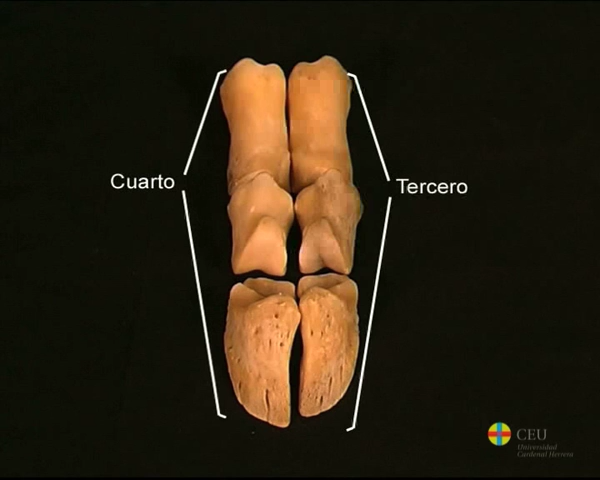 Cuarto
Tercero
CEU
Universidad
Cardenal Herrera